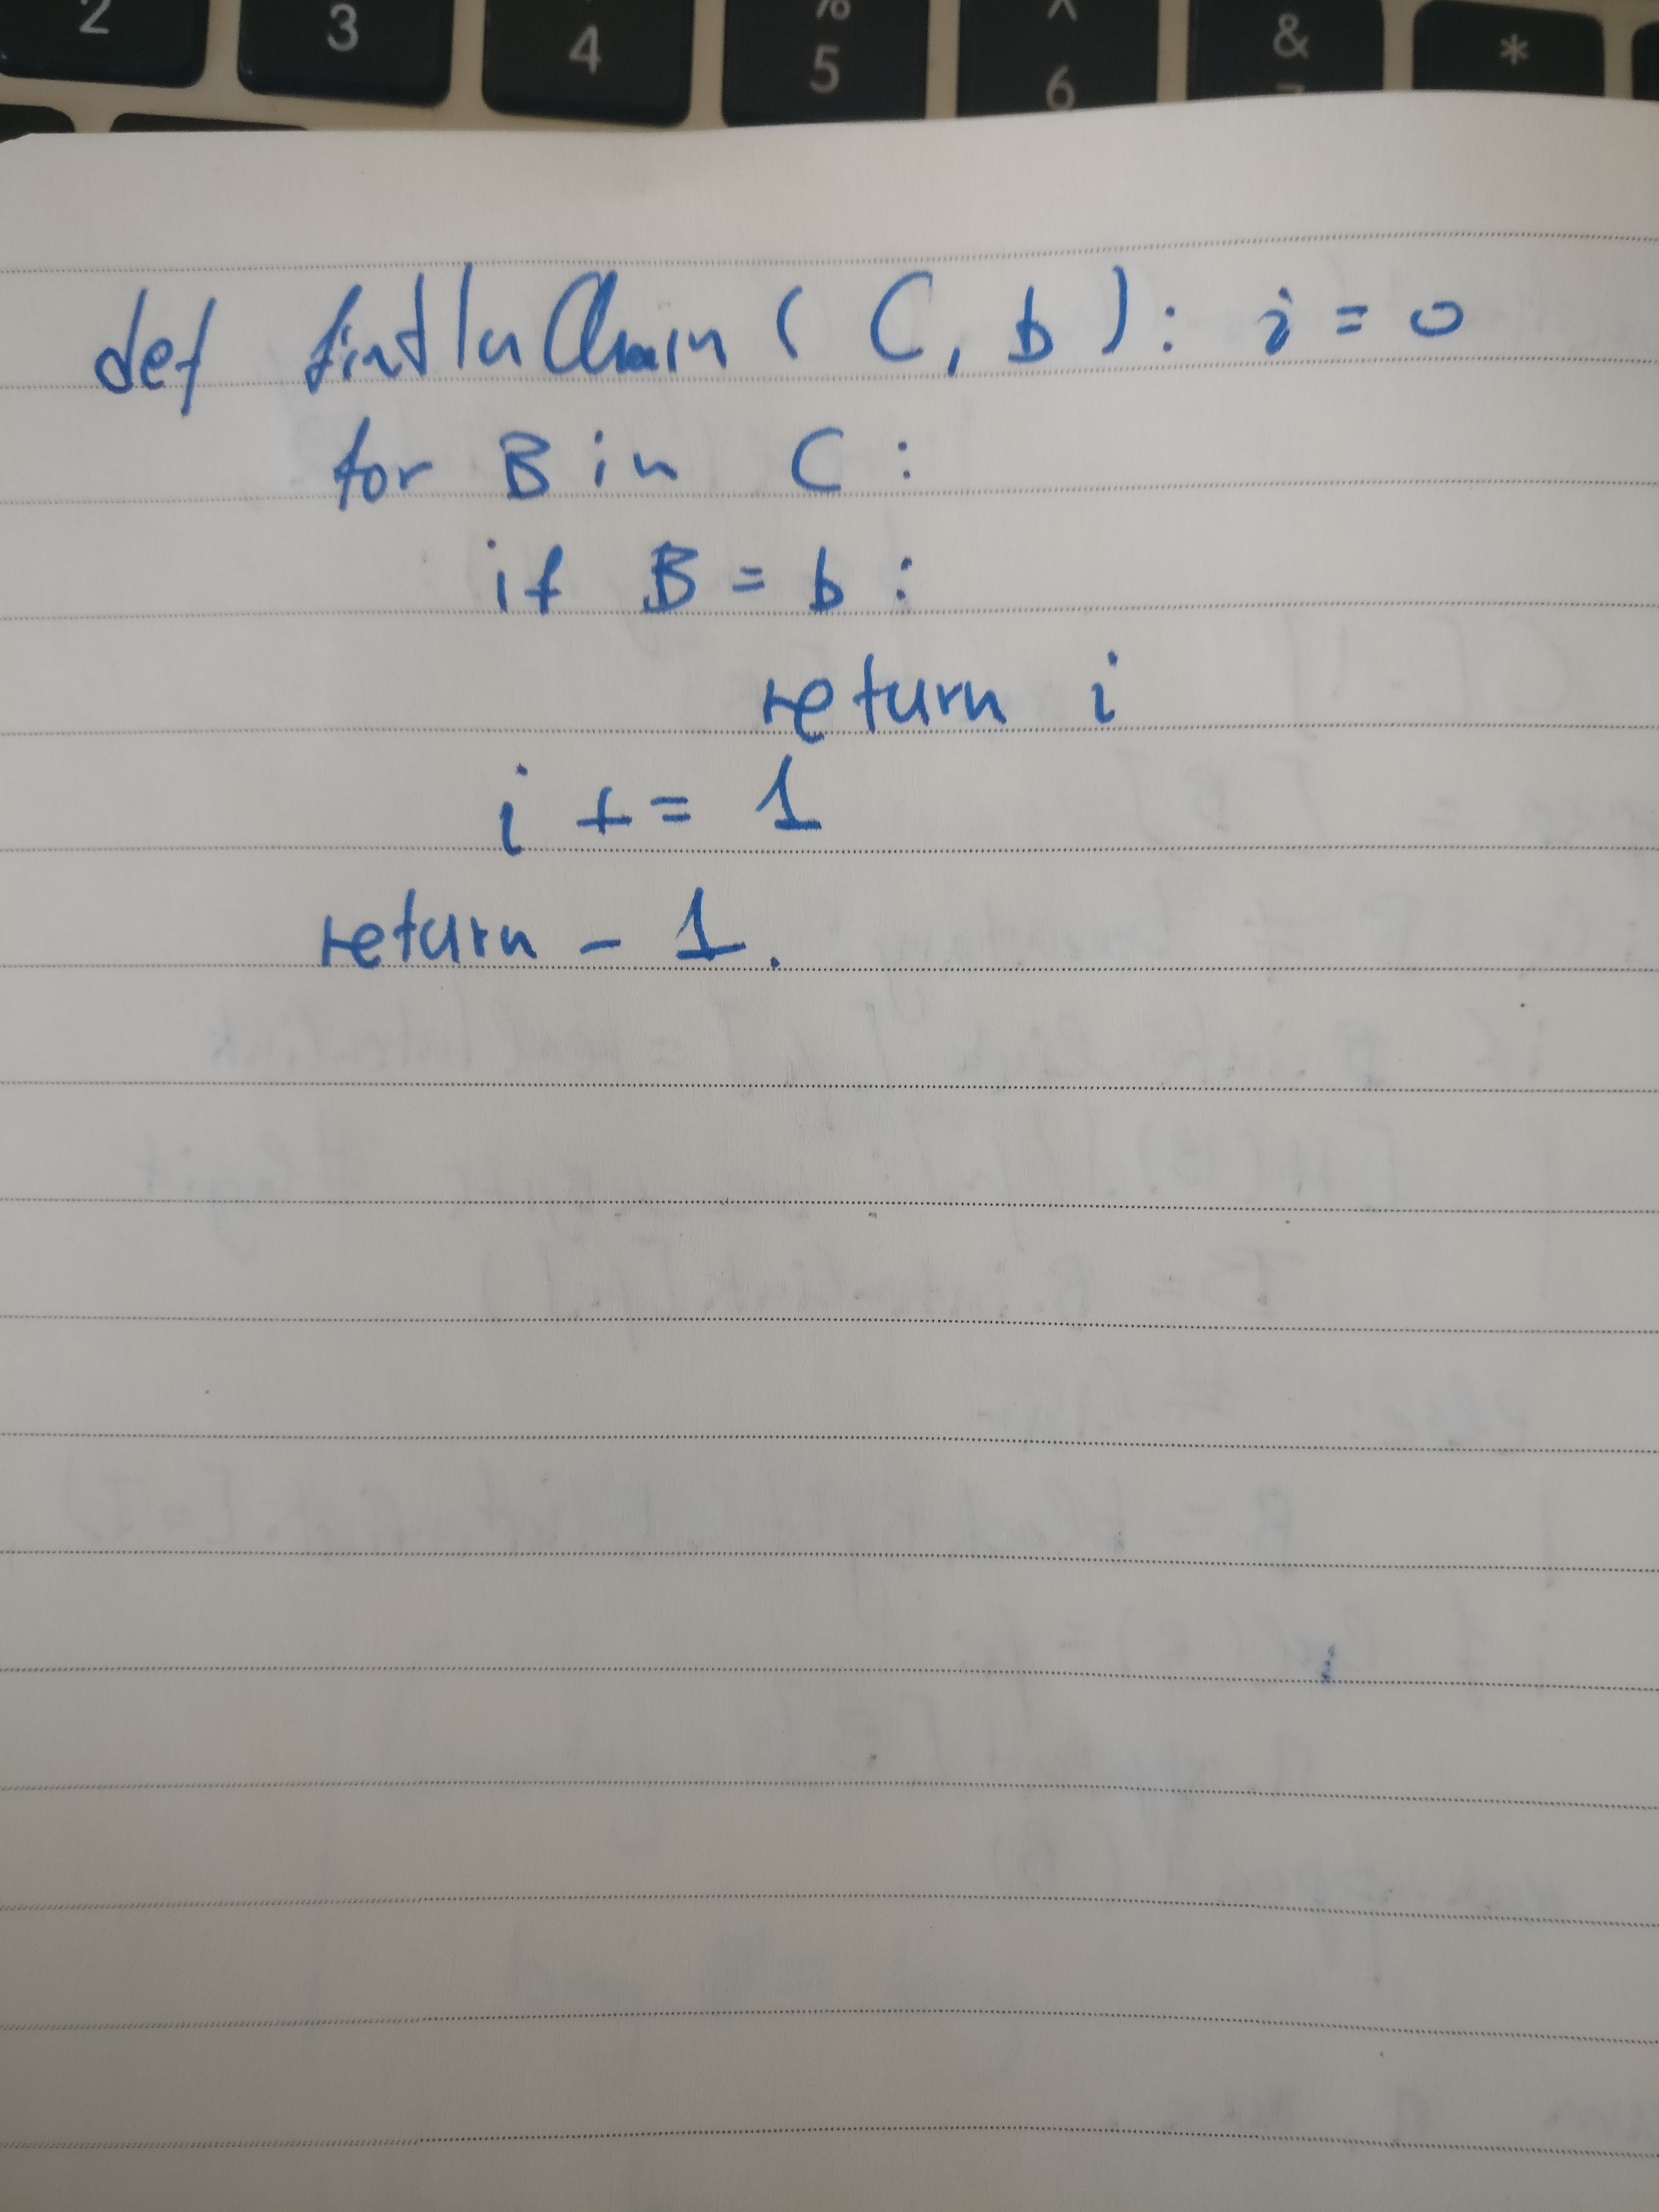 2 3 4 % 5 ^ 6 & *
def findInChain ( C, b ) : i = 0
for B in C :
if B = b :
return i
i += 1
return - 1.